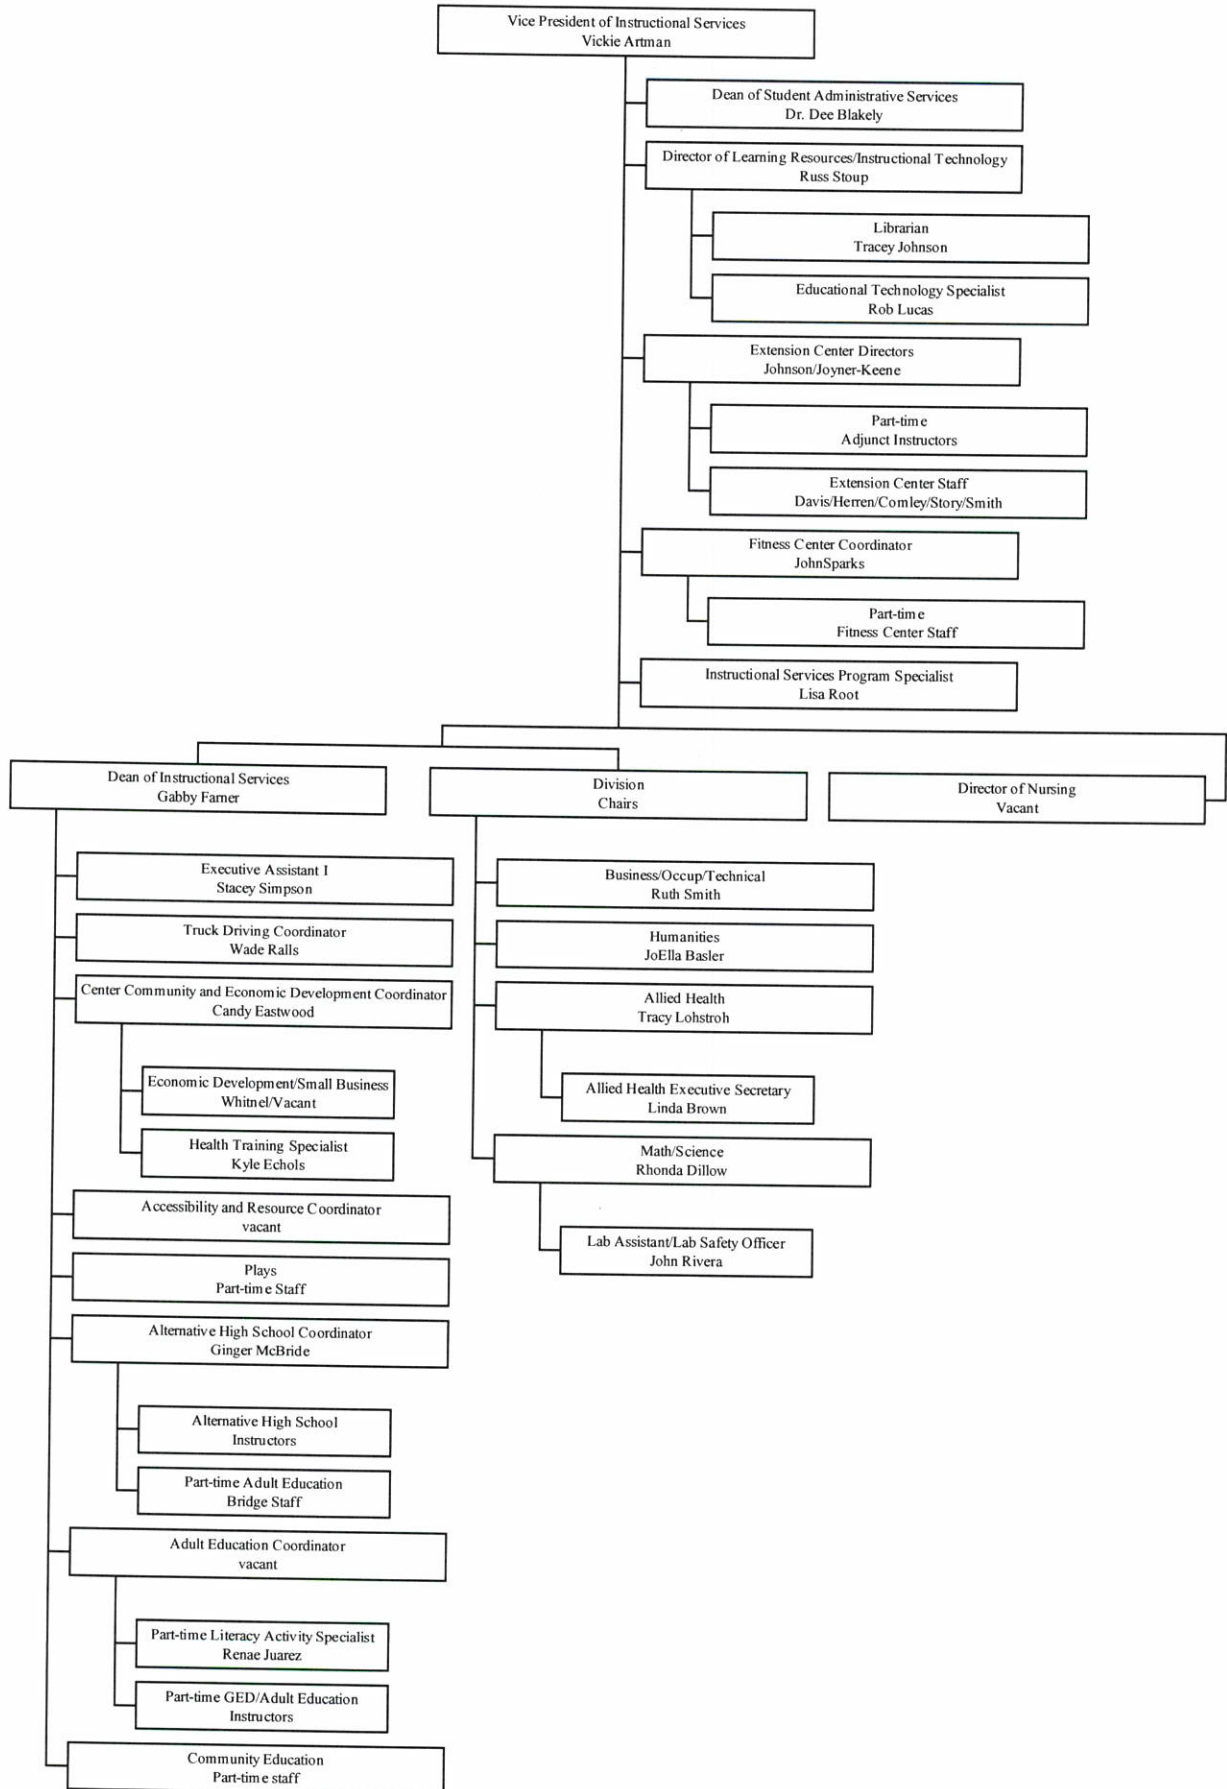 Vice President of Instructional Services
Vickie Artman
Dean of Student Administrative Services
Dr. Dee Blakely
Director of Learning Resources/Instructional Technology
Russ Stoup
Librarian
Tracey Johnson
Educational Technology Specialist
Rob Lucas
Extension Center Directors
Johnson/Joyner-Keene
Part-time
Adjunct Instructors
Extension Center Staff
Davis/Herren/Comley/Story/Smith
Fitness Center Coordinator
JohnSparks
Part-time
Fitness Center Staff
Instructional Services Program Specialist
Lisa Root
Dean of Instructional Services
Gabby Farner
Executive Assistant I
Stacey Simpson
Truck Driving Coordinator
Wade Ralls
Center Community and Economic Development Coordinator
Candy Eastwood
Economic Development/Small Business
Whitnel/Vacant
Health Training Specialist
Kyle Echols
Accessibility and Resource Coordinator
vacant
Plays
Part-time Staff
Alternative High School Coordinator
Ginger McBride
Alternative High School
Instructors
Part-time Adult Education
Bridge Staff
Adult Education Coordinator
vacant
Part-time Literacy Activity Specialist
Renae Juarez
Part-time GED/Adult Education
Instructors
Community Education
Part-time staff
Division
Chairs
Business/Occup/Technical
Ruth Smith
Humanities
JoElla Basler
Allied Health
Tracy Lohstroh
Allied Health Executive Secretary
Linda Brown
Math/Science
Rhonda Dillow
Lab Assistant/Lab Safety Officer
John Rivera
Director of Nursing
Vacant